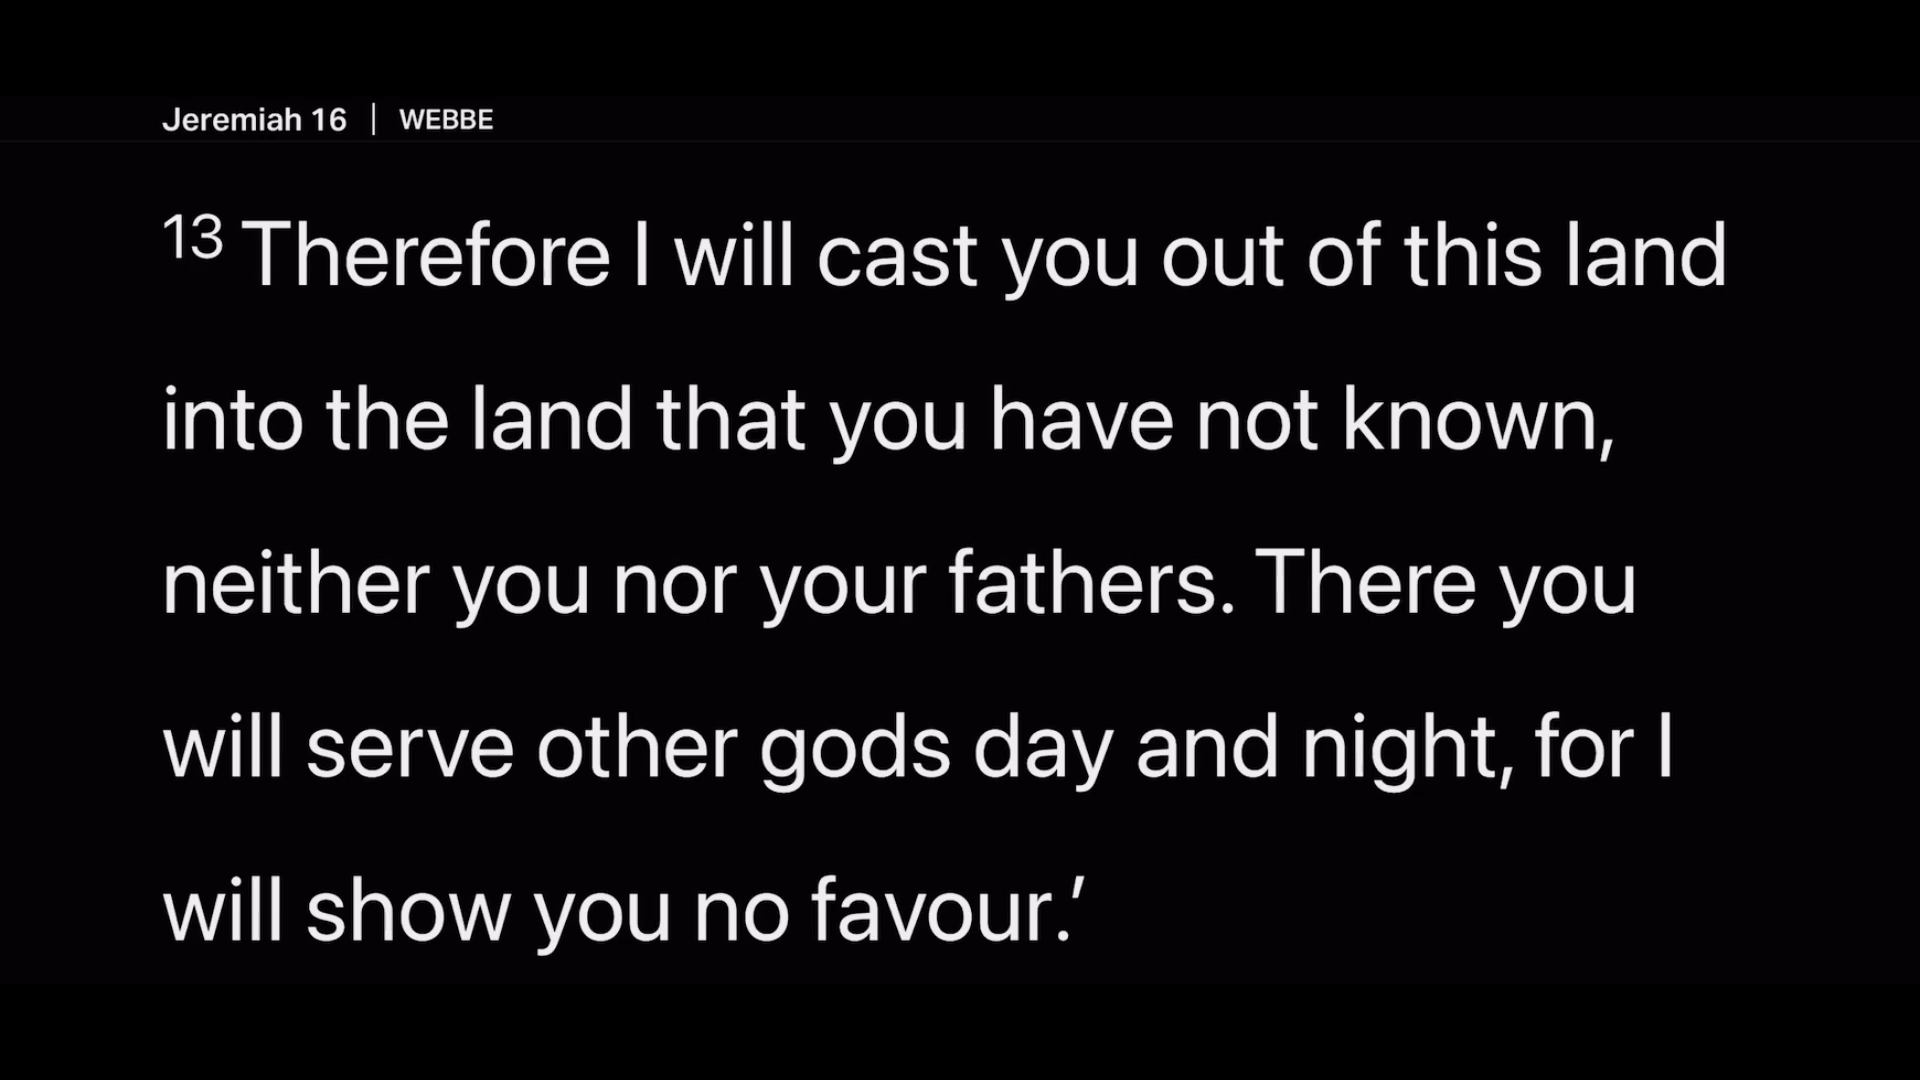 Jeremiah 16 | WEBBE
13 Therefore I will cast you out of this land
into the land that you have not known,
neither you nor your fathers. There you
will serve other gods day and night, for I
will show you no favour.’